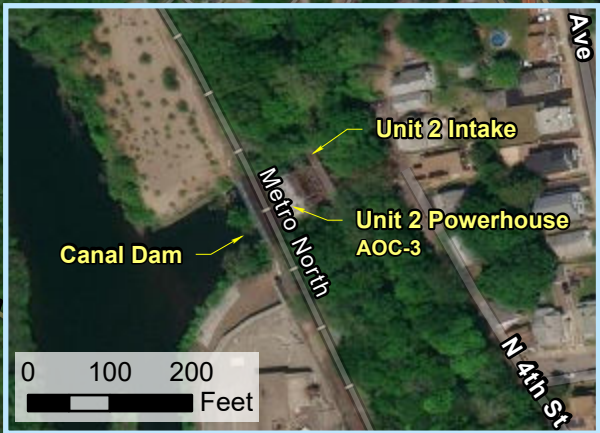 Ave
Unit 2 Intake
Metro North
Unit 2 Powerhouse
AOC-3
Canal Dam
0 100 200
Feet
N 4th St